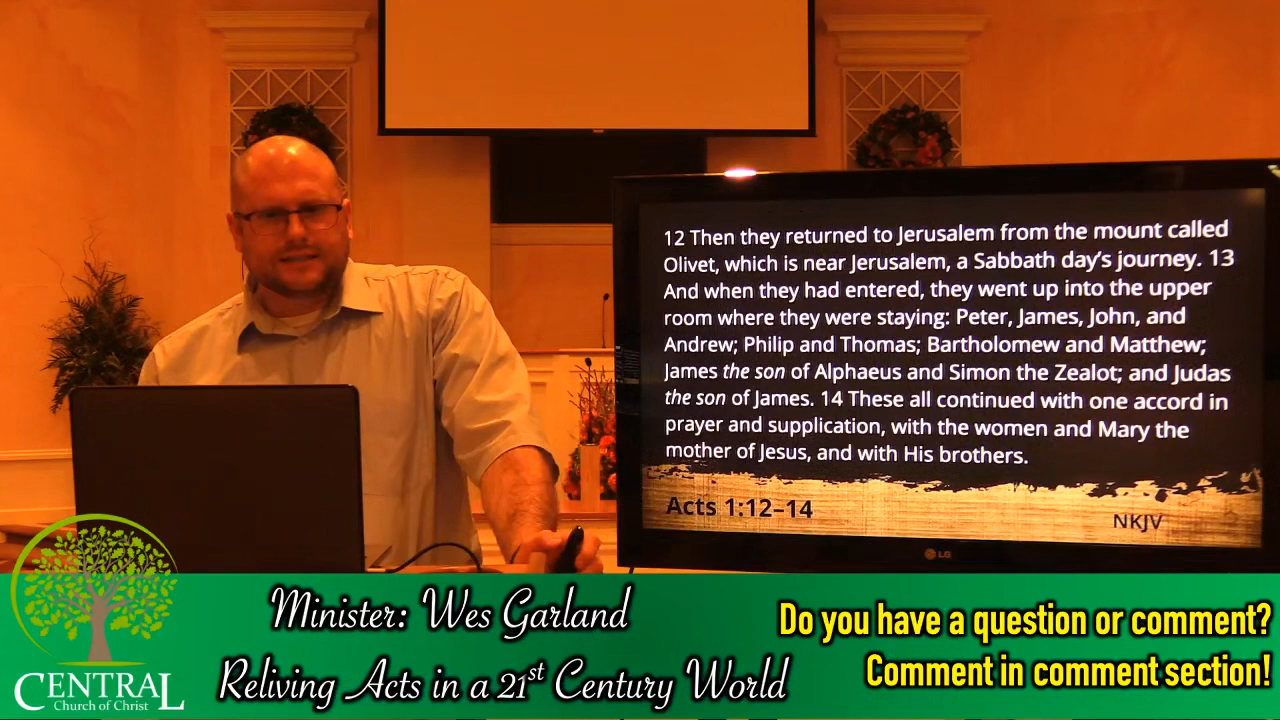 12 Then they returned to Jerusalem from the mount called
Olivet, which is near Jerusalem, a Sabbath day's journey. 13
And when they had entered, they went up into the upper
room where they were staying: Peter, James, John, and
Andrew; Philip and Thomas; Bartholomew and Matthew;
James the son of Alphaeus and Simon the Zealot; and Judas
the son of James. 14 These all continued with one accord in
prayer and supplication, with the women and Mary the
mother of Jesus, and with His brothers.
Acts 1:12–14
NKJV
LG
CENTRAL
Church of Christ
Minister: Wes Garland
Reliving Acts in a 21st Century World
Do you have a question or comment?
Comment in comment section!